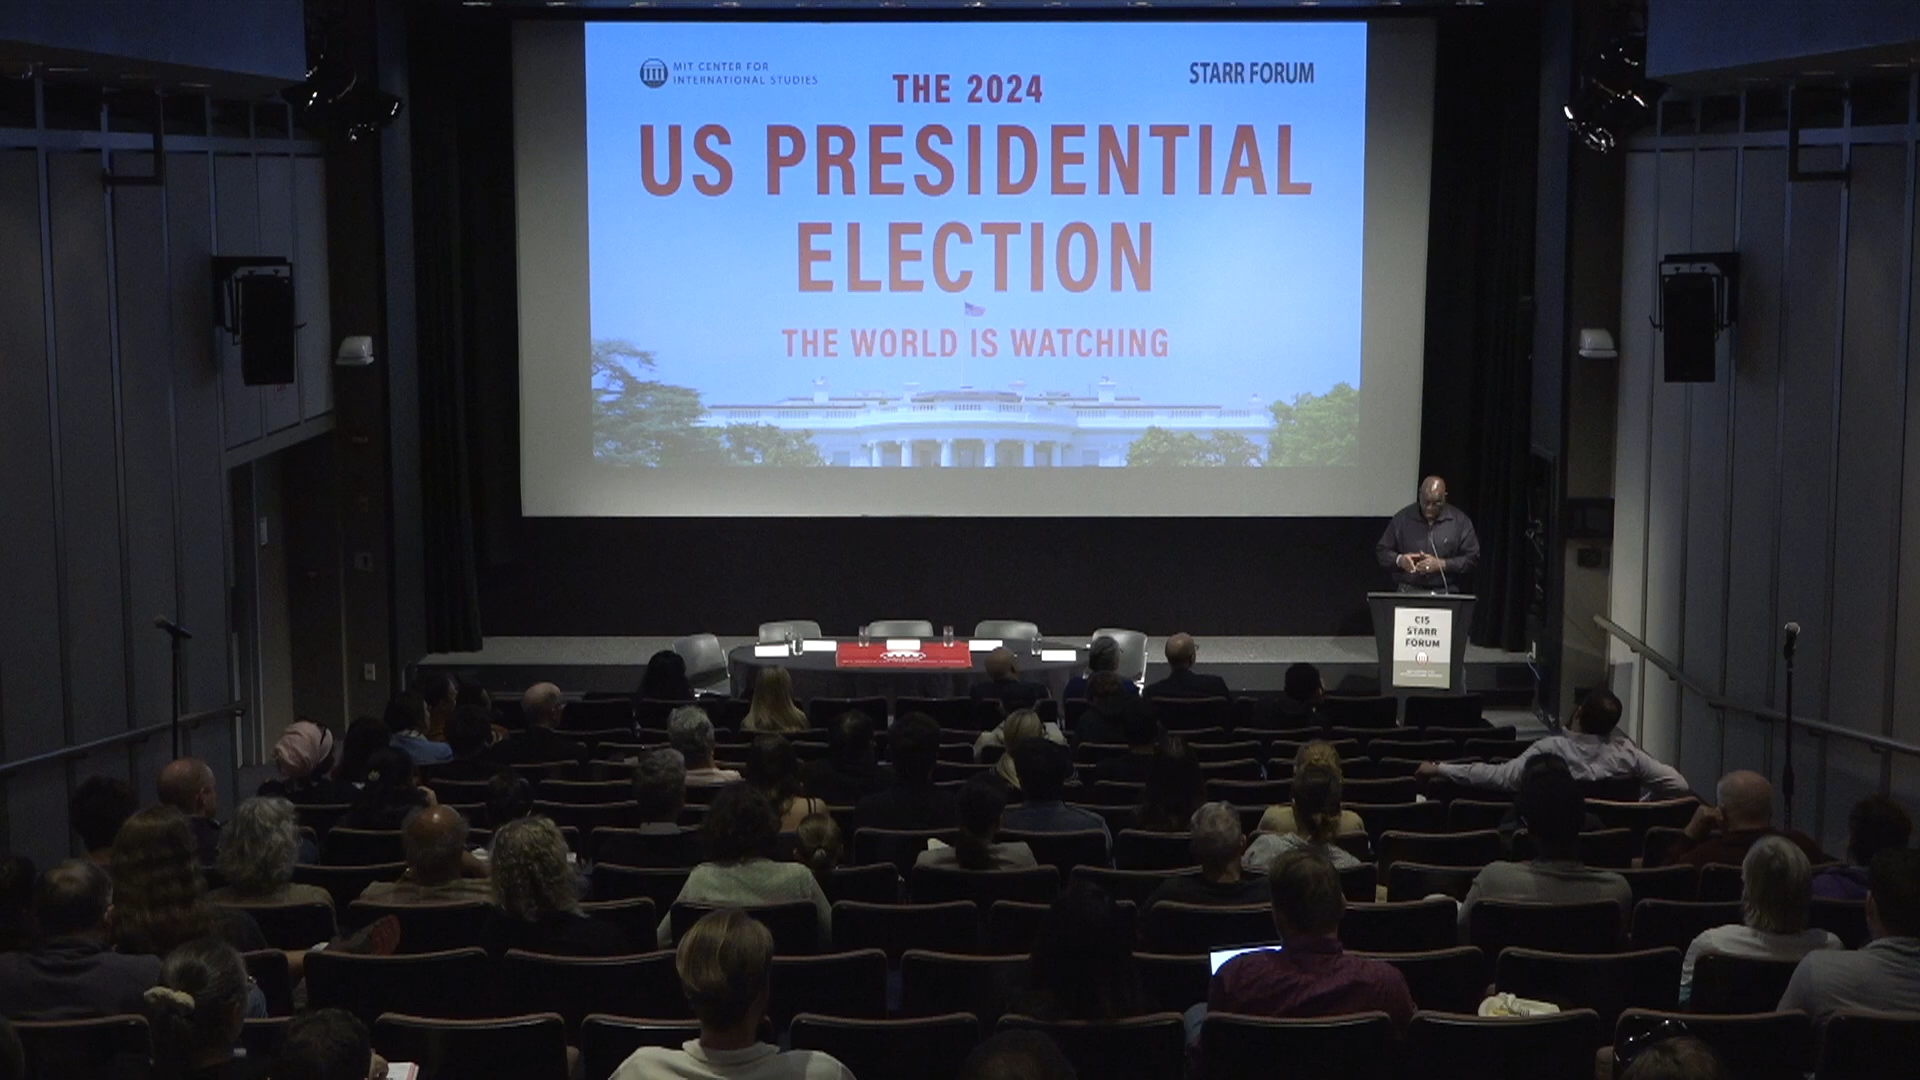 MIT CENTER FOR
INTERNATIONAL STUDIES
STARR FORUM
THE 2024
US PRESIDENTIAL
ELECTION
THE WORLD IS WATCHING
CIS
STARR
FORUM